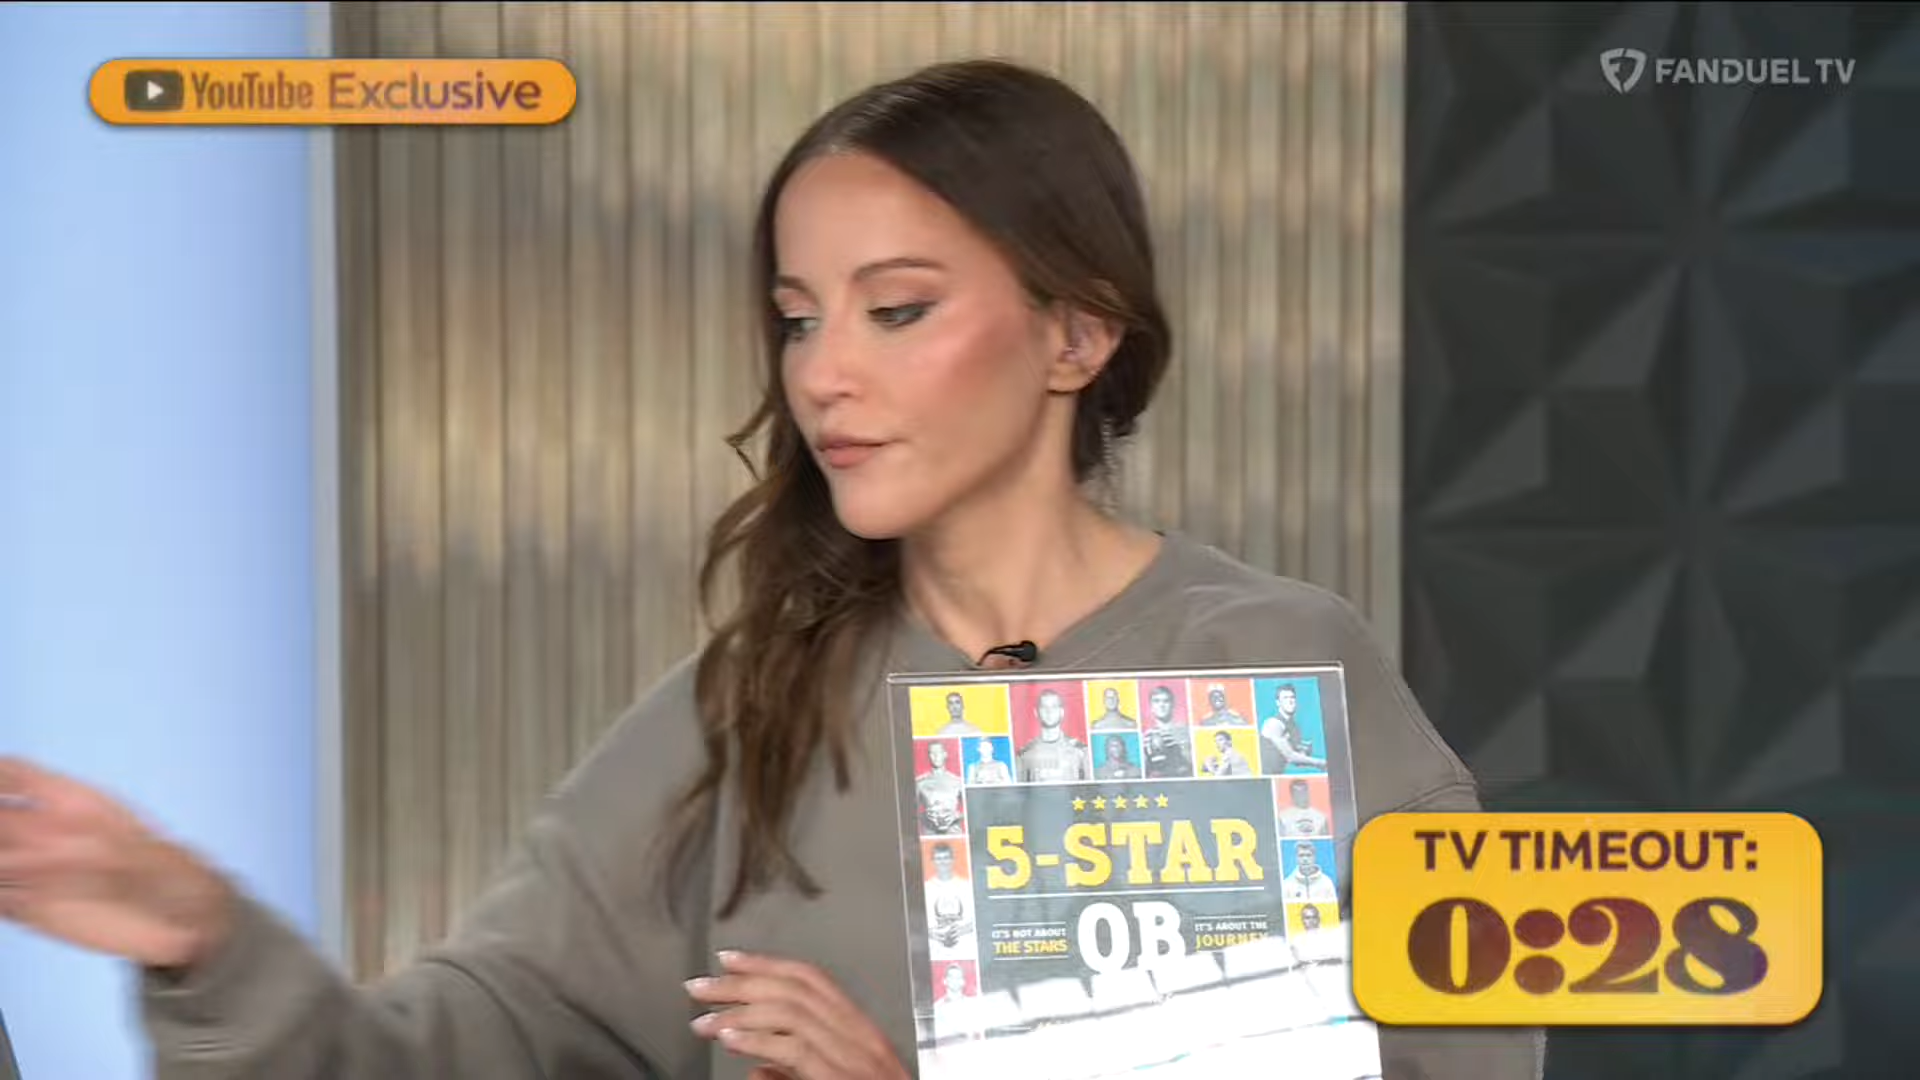 YouTube Exclusive
FANDUEL TV
★★★★★
5-STAR
QB
IT'S NOT ABOUT
THE STARS
IT'S ABOUT THE
JOURNEY
TV TIMEOUT:
0:28